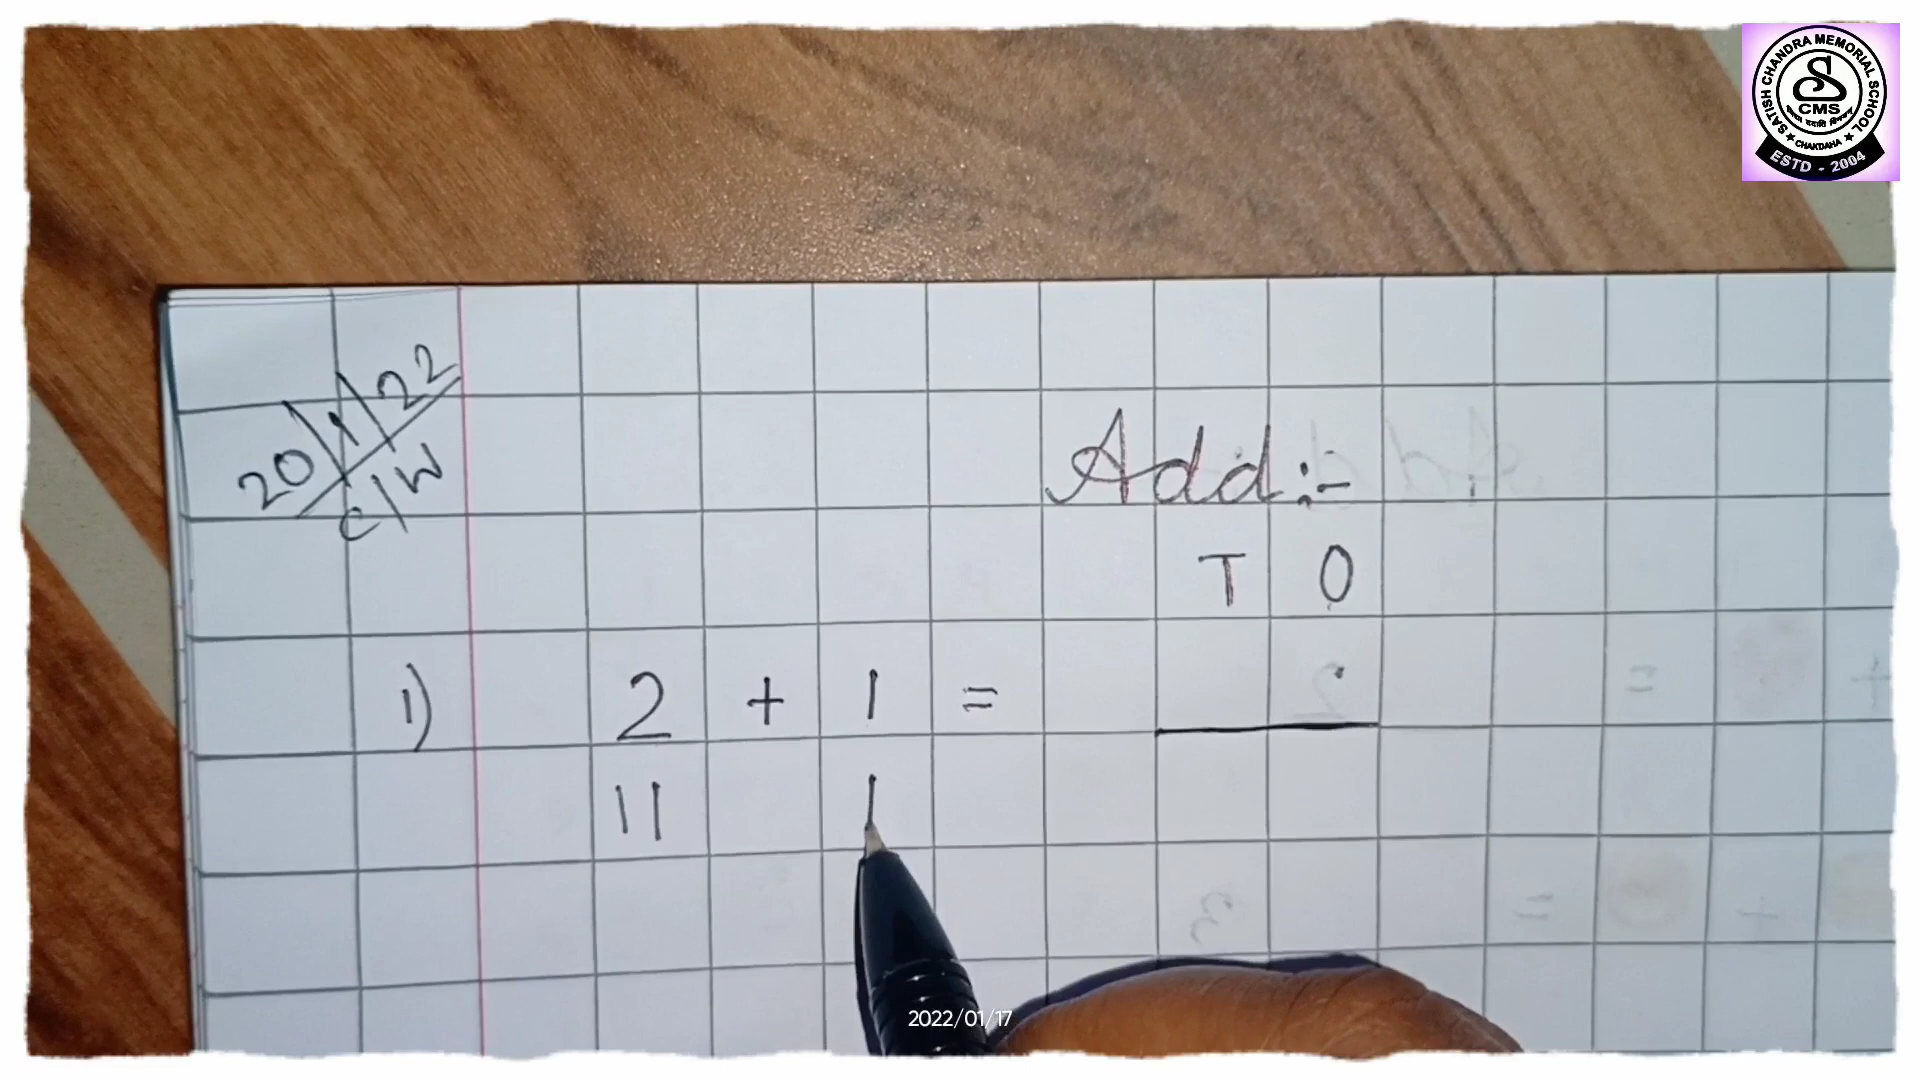 SATISH CHANDRA MEMORIAL SCHOOL
S
CMS
CHAKDAHA
ESTD - 2004
20/1/22
C/W
Add:-
T O
1) 2 + 1 =
11 1
2022/01/17